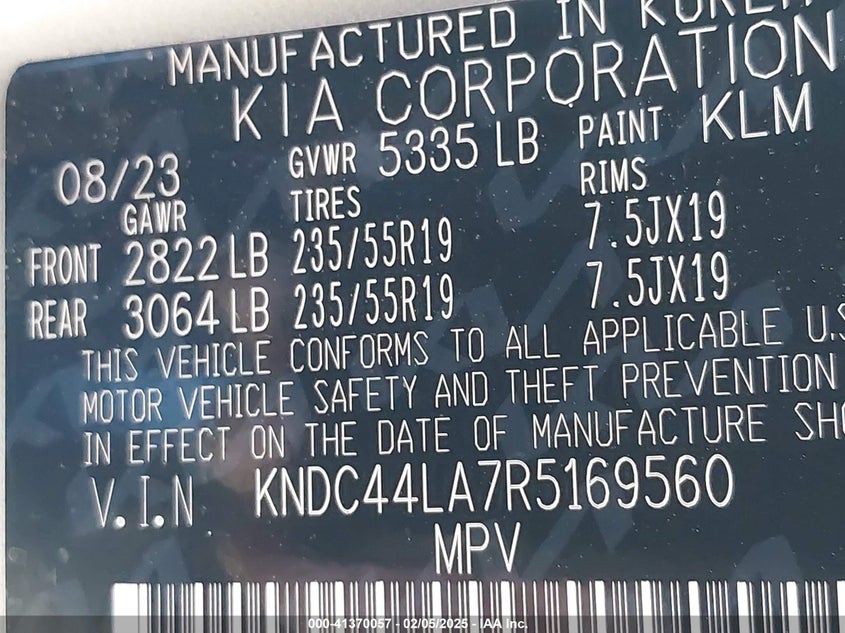 MANUFACTURED IN KOREA
KIA CORPORATION
08/23 GVWR 5335 LB PAINT KLM
GAWR TIRES RIMS
FRONT 2822 LB 235/55R19 7.5JX19
REAR 3064 LB 235/55R19 7.5JX19
THIS VEHICLE CONFORMS TO ALL APPLICABLE U.S
MOTOR VEHICLE SAFETY AND THEFT PREVENTION
IN EFFECT ON THE DATE OF MANUFACTURE SHO
V.I.N KNDC44LA7R5169560
MPV
000-41370057 - 02/05/2025 - IAA Inc.